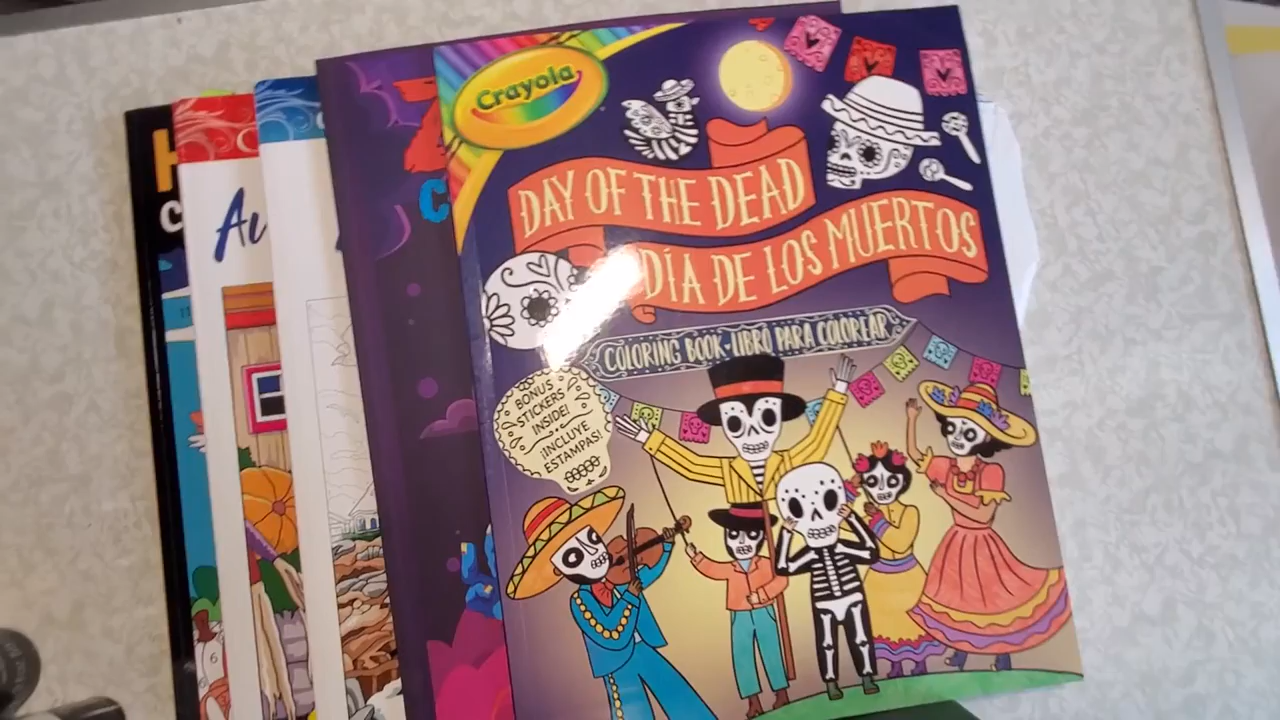 Crayola
DAY OF THE DEAD
DÍA DE LOS MUERTOS
COLORING BOOK • LIBRO PARA COLOREAR
BONUS
STICKERS
INSIDE!
¡INCLUYE
ESTAMPAS!
6